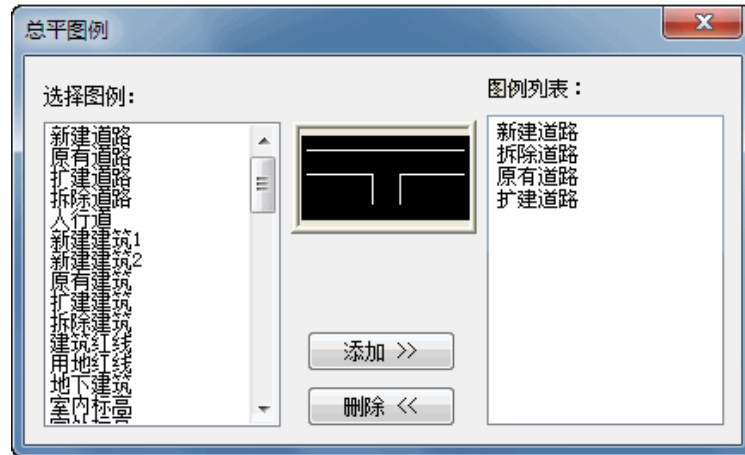 总平图例
选择图例：
新建道路
原有道路
扩建道路
拆除道路
人行道
新建建筑1
新建建筑2
原有建筑
扩建建筑
拆除建筑
建筑红线
用地红线
地下建筑
室内标高
添加 >>
删除 <<
图例列表：
新建道路
拆除道路
原有道路
扩建道路